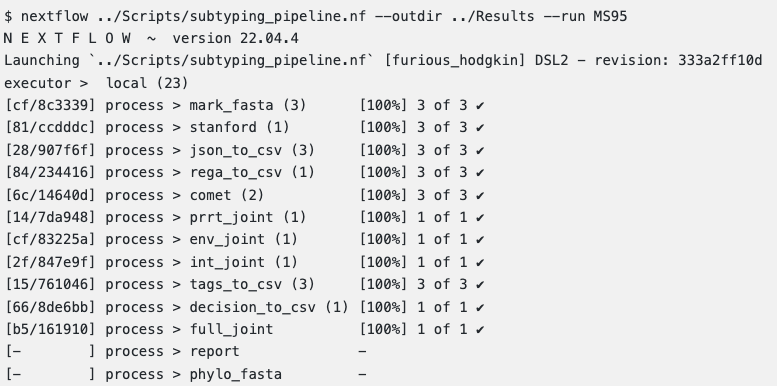 $ nextflow ../Scripts/subtyping_pipeline.nf --outdir ../Results --run MS95
N E X T F L O W  ~  version 22.04.4
Launching `../Scripts/subtyping_pipeline.nf` [furious_hodgkin] DSL2 - revision: 333a2ff10d
executor >  local (23)
[cf/8c3339] process > mark_fasta (3)      [100%] 3 of 3 ✔
[81/ccdddc] process > stanford (1)        [100%] 3 of 3 ✔
[28/907f6f] process > json_to_csv (3)     [100%] 3 of 3 ✔
[84/234416] process > rega_to_csv (1)     [100%] 3 of 3 ✔
[6c/14640d] process > comet (2)           [100%] 3 of 3 ✔
[14/7da948] process > prrt_joint (1)      [100%] 1 of 1 ✔
[cf/83225a] process > env_joint (1)       [100%] 1 of 1 ✔
[2f/847e9f] process > int_joint (1)       [100%] 1 of 1 ✔
[15/761046] process > tags_to_csv (3)     [100%] 3 of 3 ✔
[66/8de6bb] process > decision_to_csv (1) [100%] 1 of 1 ✔
[b5/161910] process > full_joint          [100%] 1 of 1 ✔
[-        ] process > report              -
[-        ] process > phylo_fasta         -